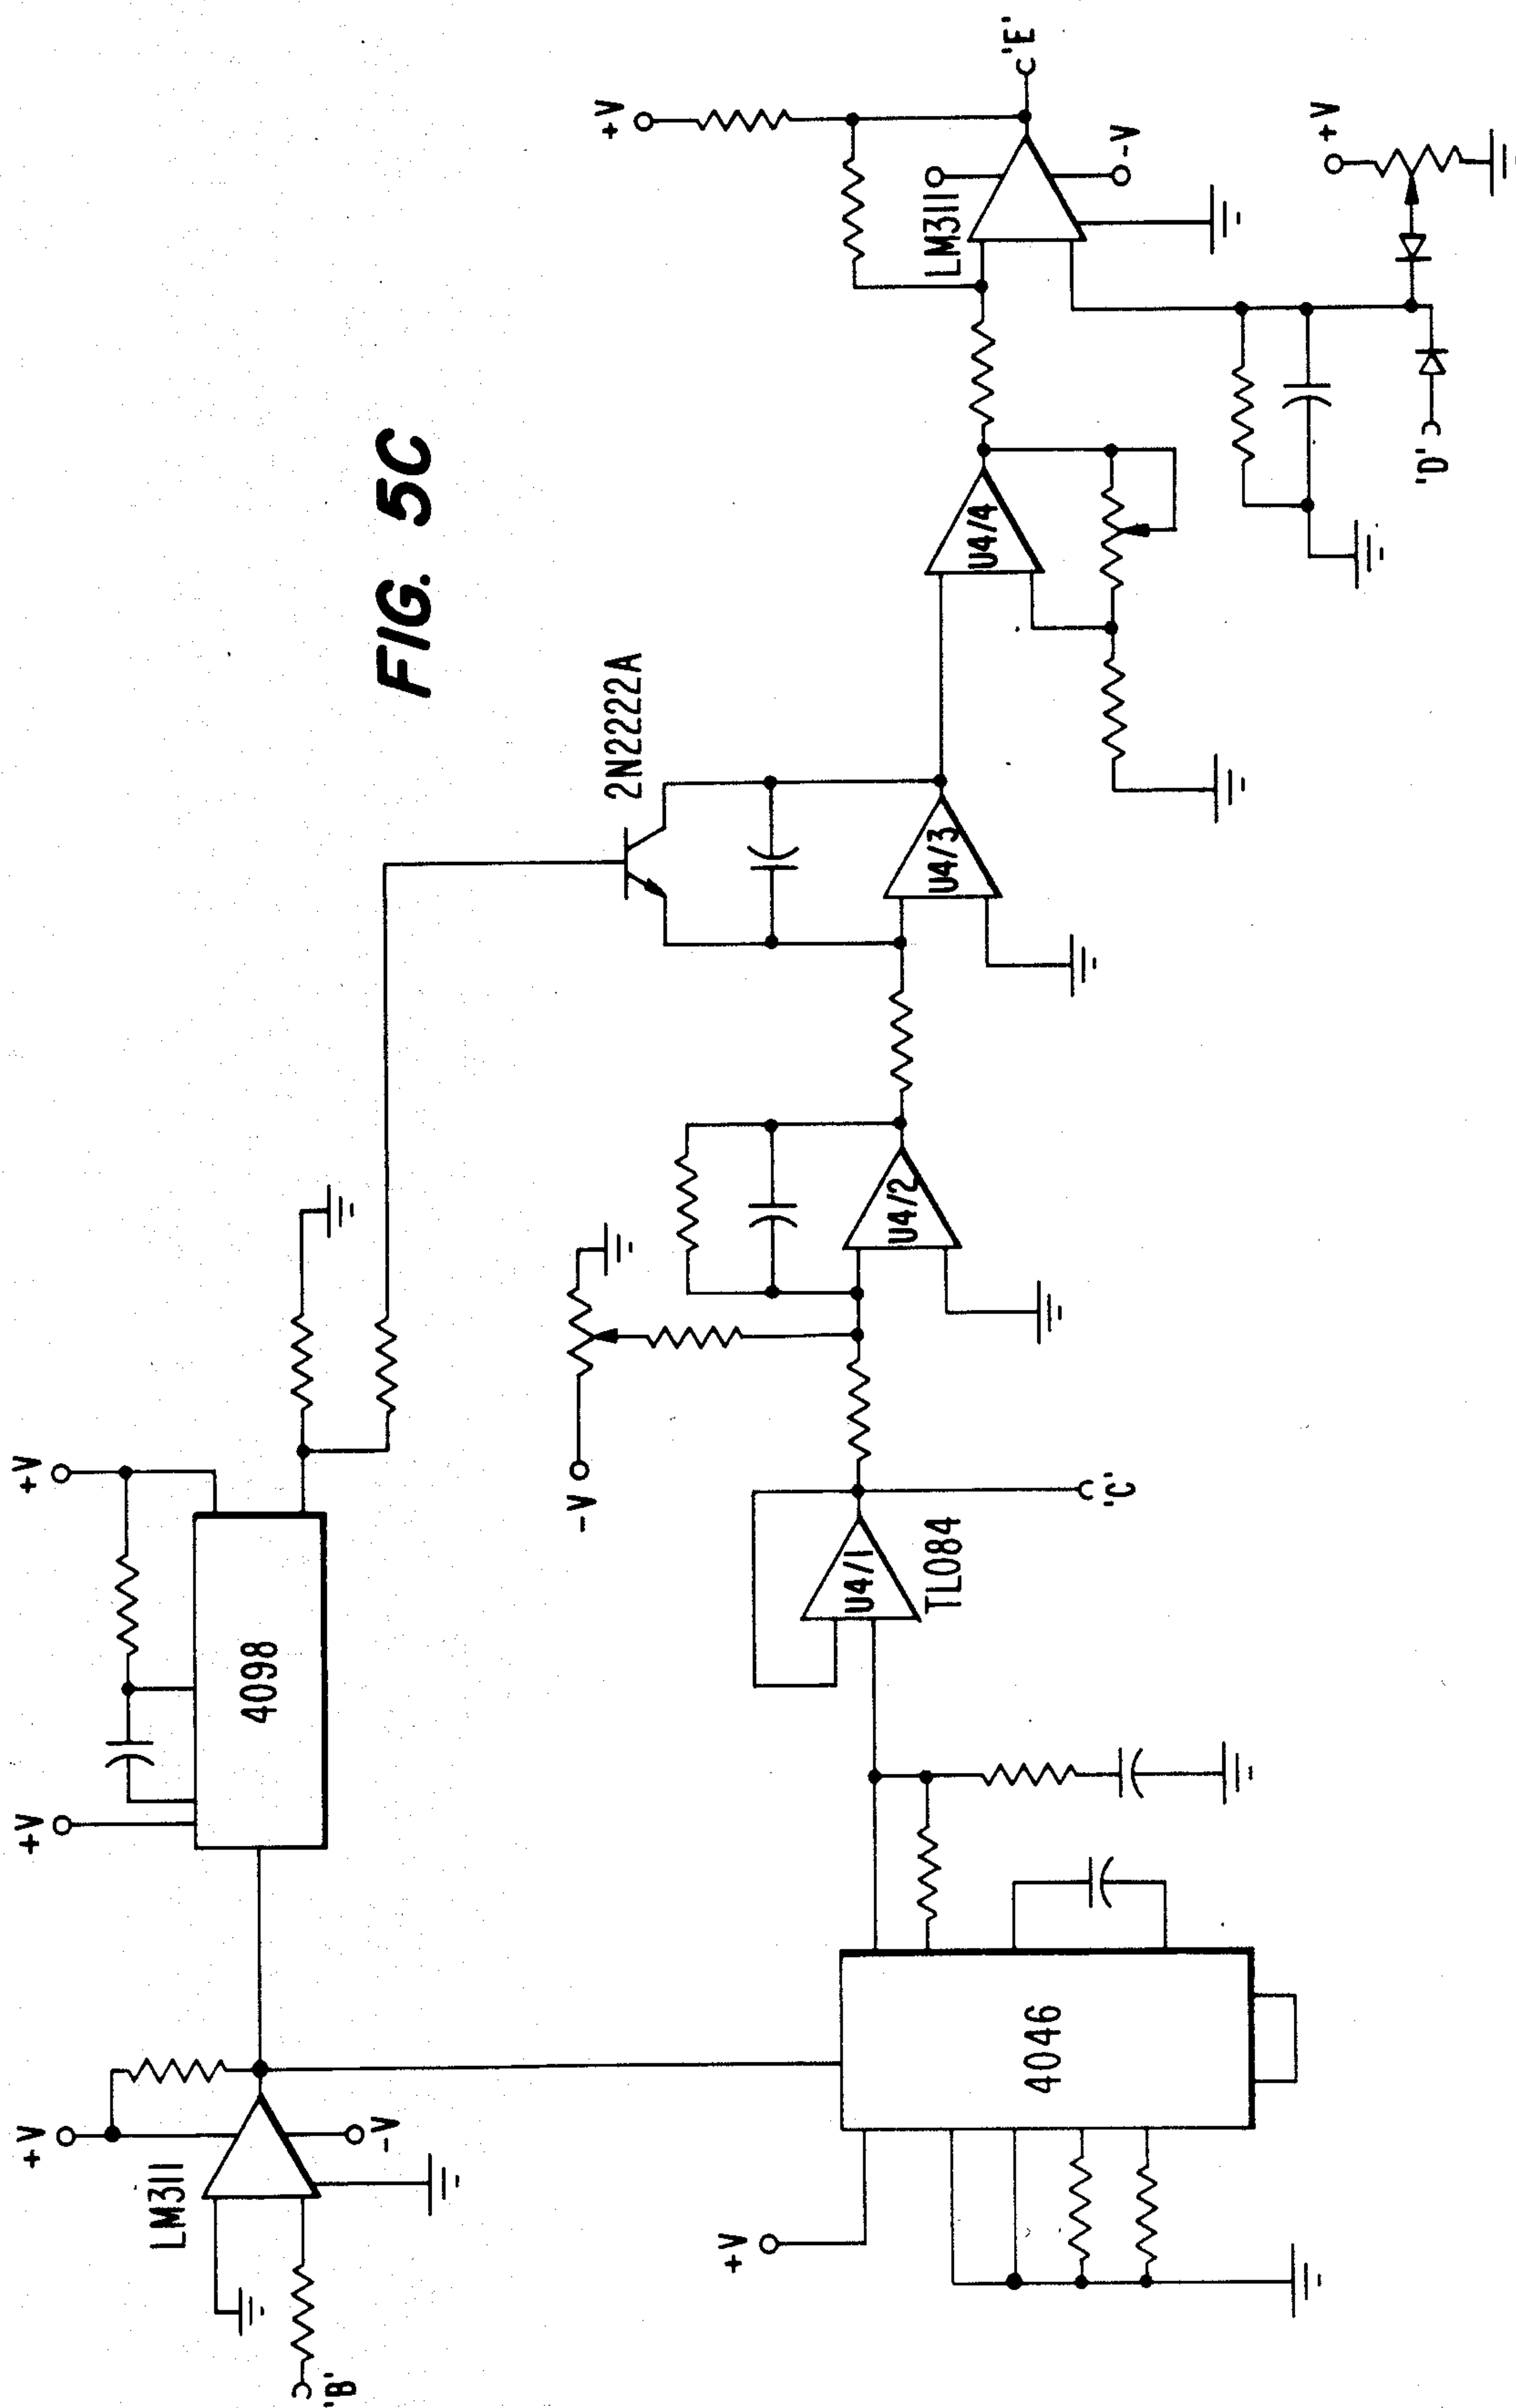 FIG. 5C
'B'
LM311
+V
-V
4098
+V
+V
2N2222A
+V
4046
U4/1
TL084
'C'
-V
U4/2
U4/3
U4/4
LM311
+V
-V
'E'
'D'
+V